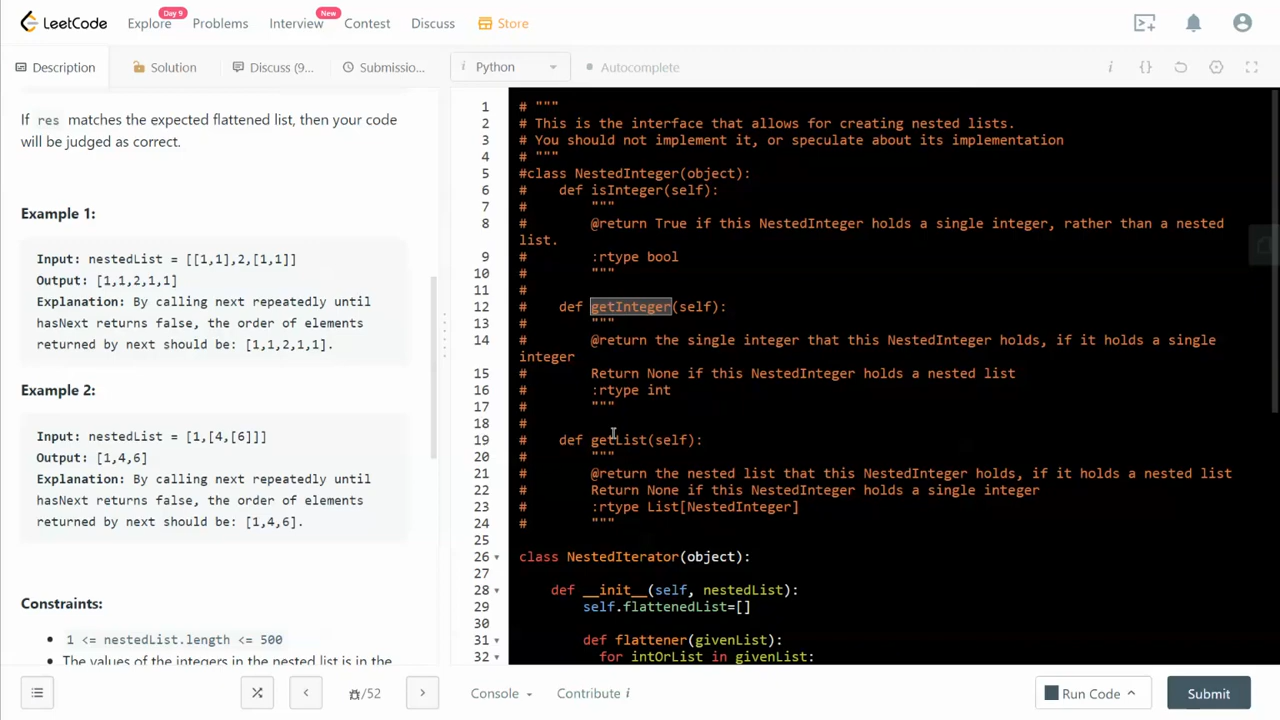 LeetCode
Explore
Day 9
Problems
Interview
New
Contest
Discuss
Store
Description
Solution
Discuss (9...
Submissio...
i Python
Autocomplete
i
{}
If res matches the expected flattened list, then your code
will be judged as correct.
Example 1:
Input: nestedList = [[1,1],2,[1,1]]
Output: [1,1,2,1,1]
Explanation: By calling next repeatedly until
hasNext returns false, the order of elements
returned by next should be: [1,1,2,1,1].
Example 2:
Input: nestedList = [1,[4,[6]]]
Output: [1,4,6]
Explanation: By calling next repeatedly until
hasNext returns false, the order of elements
returned by next should be: [1,4,6].
Constraints:
1 <= nestedList.length <= 500
The values of the integers in the nested list is in the
1 # """
2 # This is the interface that allows for creating nested lists.
3 # You should not implement it, or speculate about its implementation
4 # """
5 #class NestedInteger(object):
6 #    def isInteger(self):
7 #        """
8 #        @return True if this NestedInteger holds a single integer, rather than a nested
list.
9 #        :rtype bool
10 #        """
11 #
12 #    def getInteger(self):
13 #        """
14 #        @return the single integer that this NestedInteger holds, if it holds a single
integer
15 #        Return None if this NestedInteger holds a nested list
16 #        :rtype int
17 #        """
18 #
19 #    def getList(self):
20 #        """
21 #        @return the nested list that this NestedInteger holds, if it holds a nested list
22 #        Return None if this NestedInteger holds a single integer
23 #        :rtype List[NestedInteger]
24 #        """
25
26 class NestedIterator(object):
27
28     def __init__(self, nestedList):
29         self.flattenedList=[]
30
31         def flattener(givenList):
32           for intOrList in givenList:
/52
Console
Contribute i
Run Code
Submit